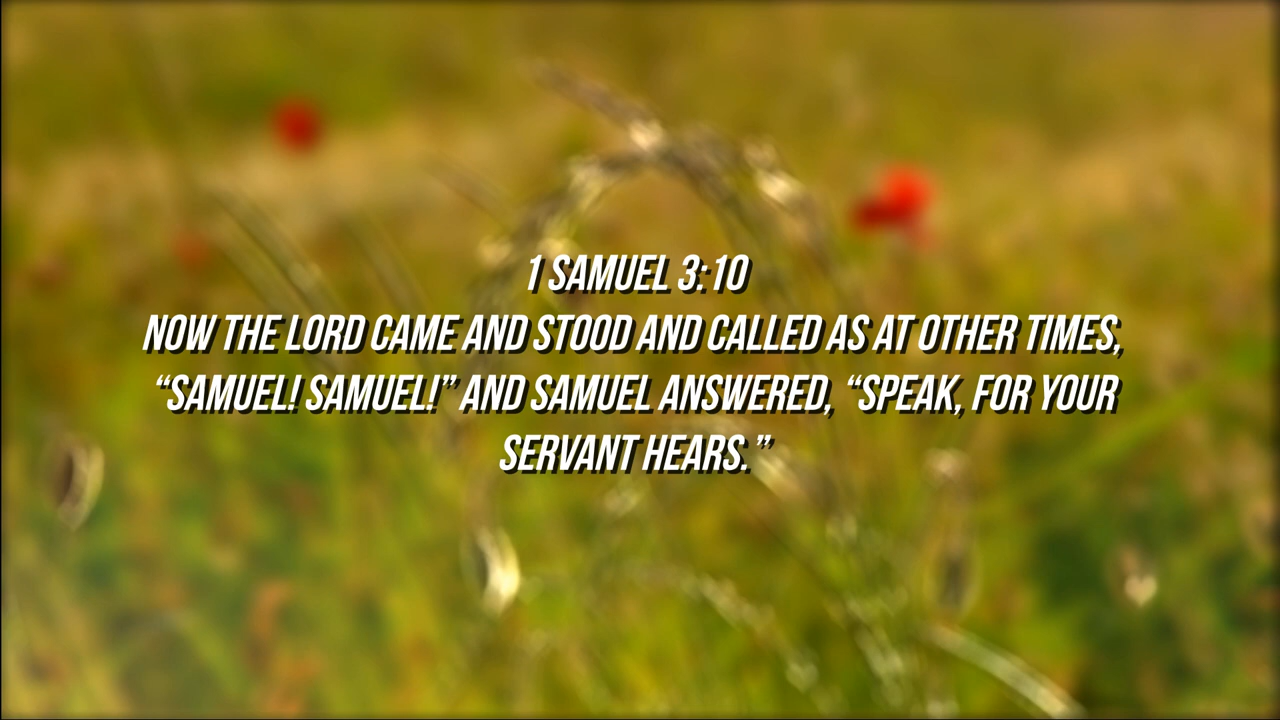 1 SAMUEL 3:10
NOW THE LORD CAME AND STOOD AND CALLED AS AT OTHER TIMES,
“SAMUEL! SAMUEL!” AND SAMUEL ANSWERED, “SPEAK, FOR YOUR
SERVANT HEARS.”